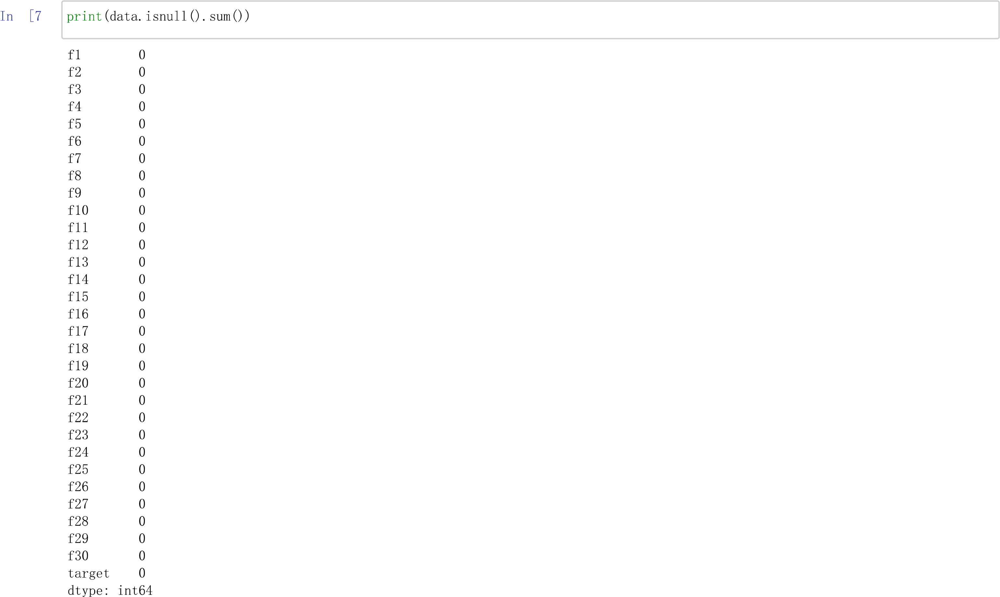 In [7 print(data.isnull().sum())
f1 0
f2 0
f3 0
f4 0
f5 0
f6 0
f7 0
f8 0
f9 0
f10 0
f11 0
f12 0
f13 0
f14 0
f15 0
f16 0
f17 0
f18 0
f19 0
f20 0
f21 0
f22 0
f23 0
f24 0
f25 0
f26 0
f27 0
f28 0
f29 0
f30 0
target 0
dtype: int64